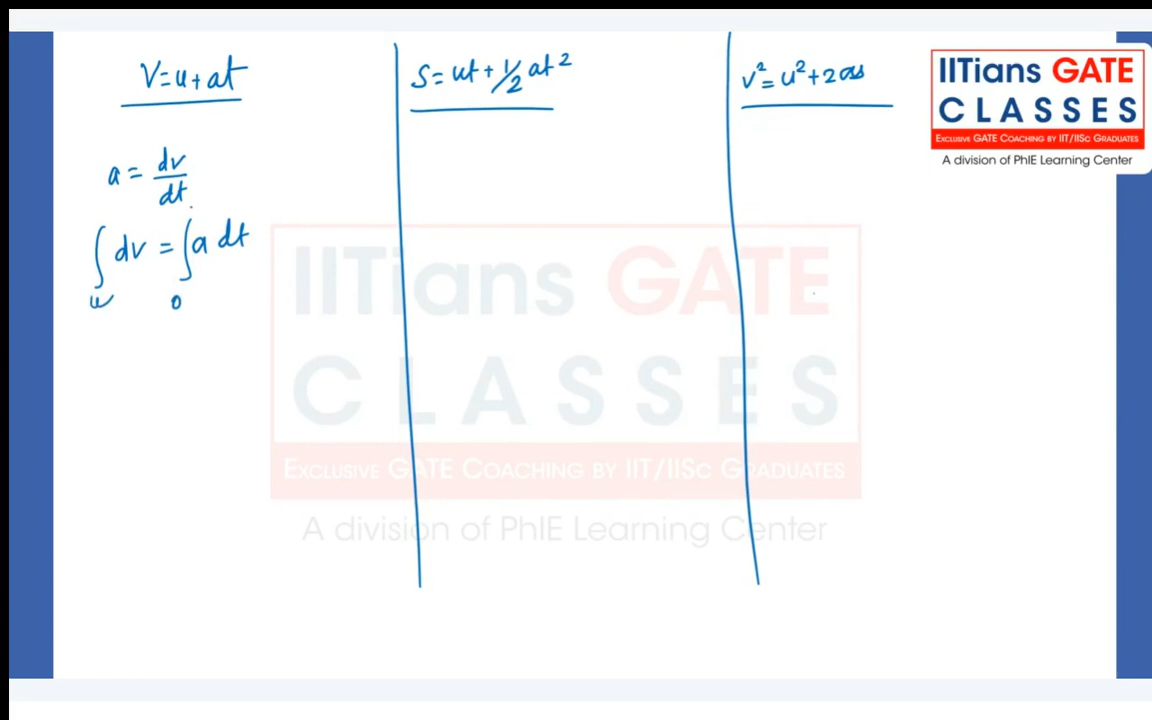 V=u+at
a = dv/dt
∫ dv = ∫ a dt
u 0
S= ut + 1/2 at²
v² = u² + 2as
IITians GATE
CLASSES
EXCLUSIVE GATE COACHING BY IIT/IISc GRADUATES
A division of PhIE Learning Center
IITians GATE
CLASSES
EXCLUSIVE GATE COACHING BY IIT/IISc GRADUATES
A division of PhIE Learning Center